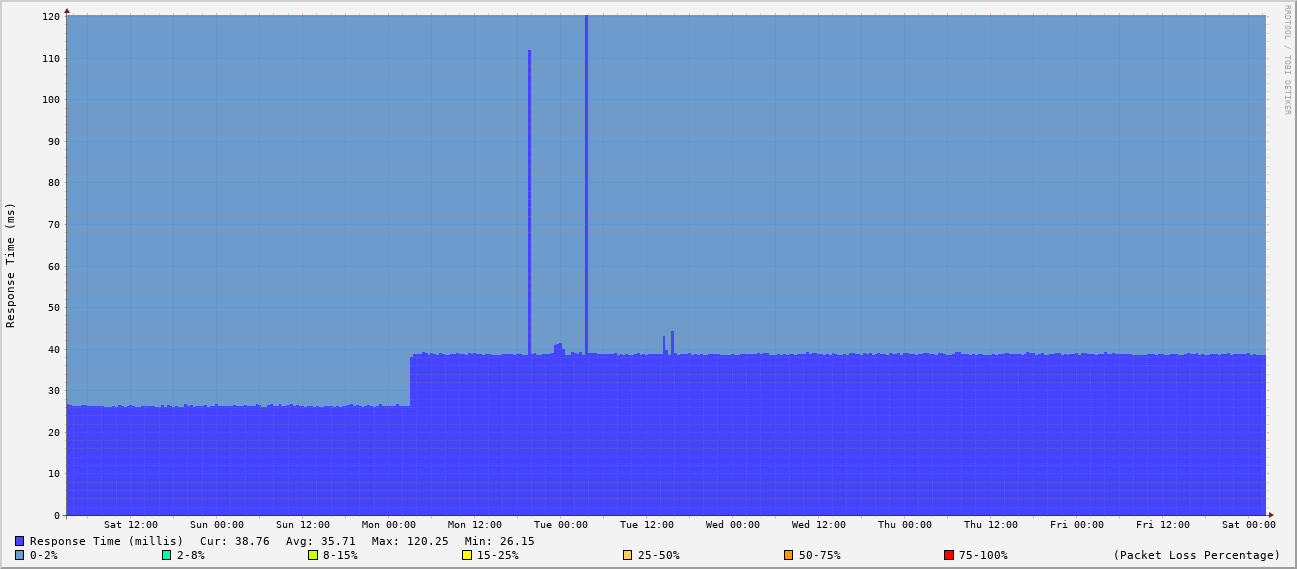 RRDTOOL / TOBI OETIKER
Response Time (ms)
120
110
100
90
80
70
60
50
40
30
20
10
0
Sat 12:00 Sun 00:00 Sun 12:00 Mon 00:00 Mon 12:00 Tue 00:00 Tue 12:00 Wed 00:00 Wed 12:00 Thu 00:00 Thu 12:00 Fri 00:00 Fri 12:00 Sat 00:00
Response Time (millis) Cur: 38.76 Avg: 35.71 Max: 120.25 Min: 26.15
0-2% 2-8% 8-15% 15-25% 25-50% 50-75% 75-100% (Packet Loss Percentage)